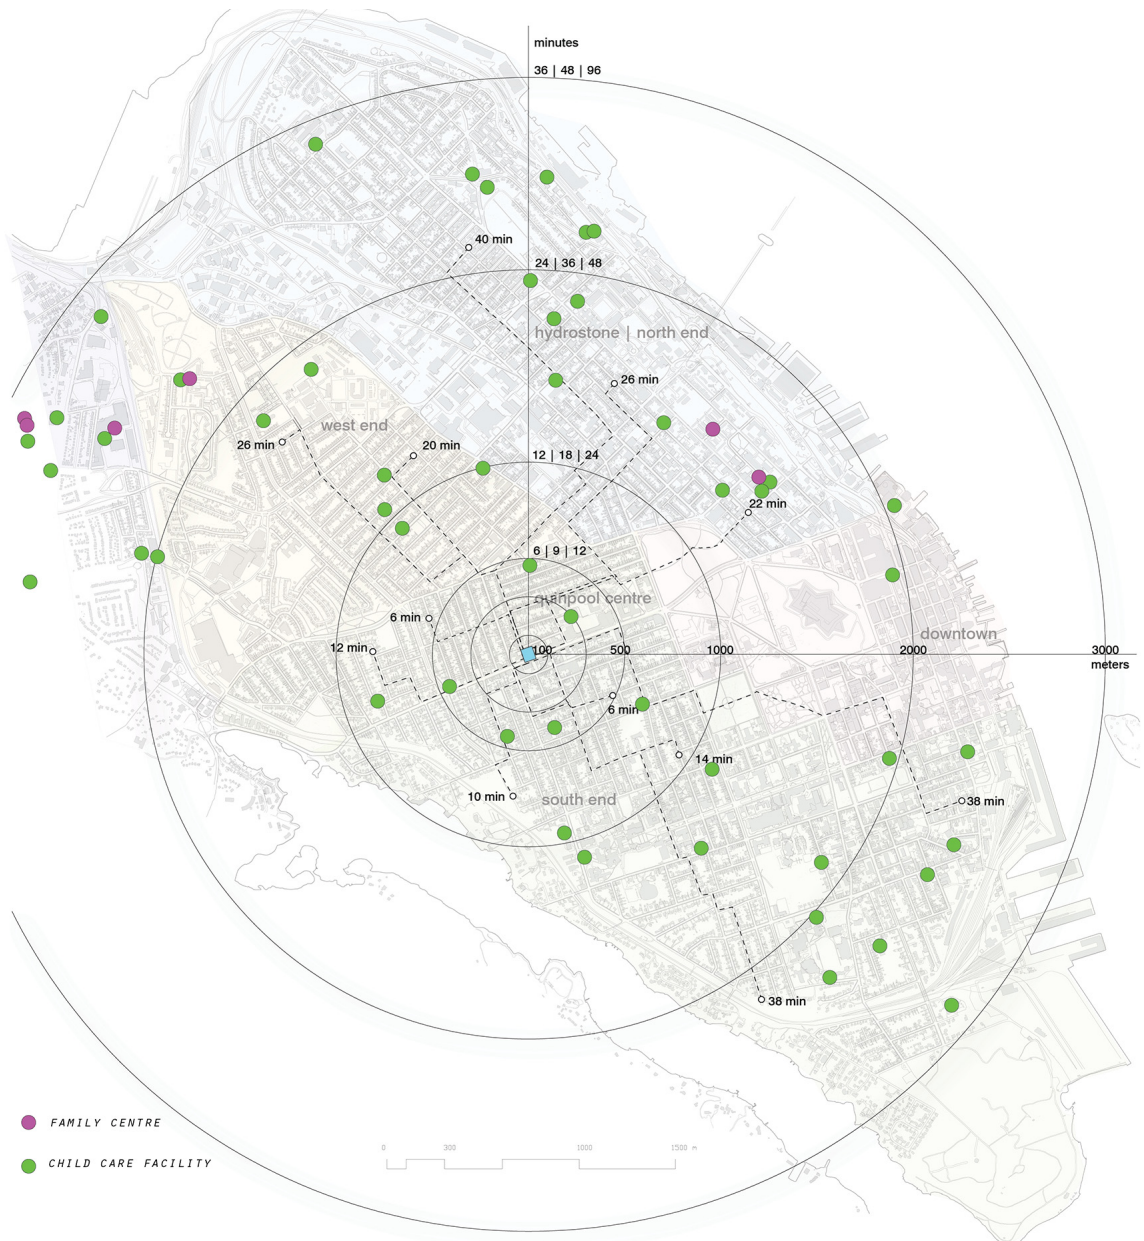 minutes
36 | 48 | 96
40 min
24 | 36 | 48
hydrostone | north end
26 min
west end
26 min
20 min
12 | 18 | 24
22 min
6 | 9 | 12
quinpool centre
6 min
12 min
downtown
100
500
1000
2000
3000
meters
6 min
14 min
10 min
south end
38 min
38 min
FAMILY CENTRE
CHILD CARE FACILITY
0 300 1000 1500 m